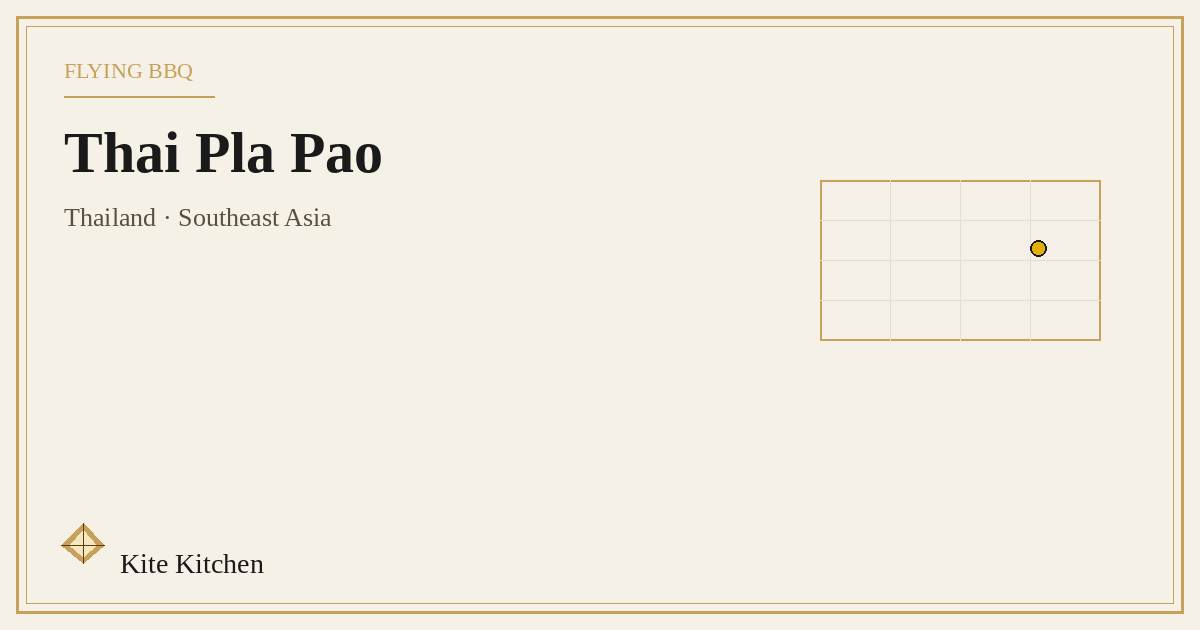 FLYING BBQ
Thai Pla Pao
Thailand · Southeast Asia
Kite Kitchen